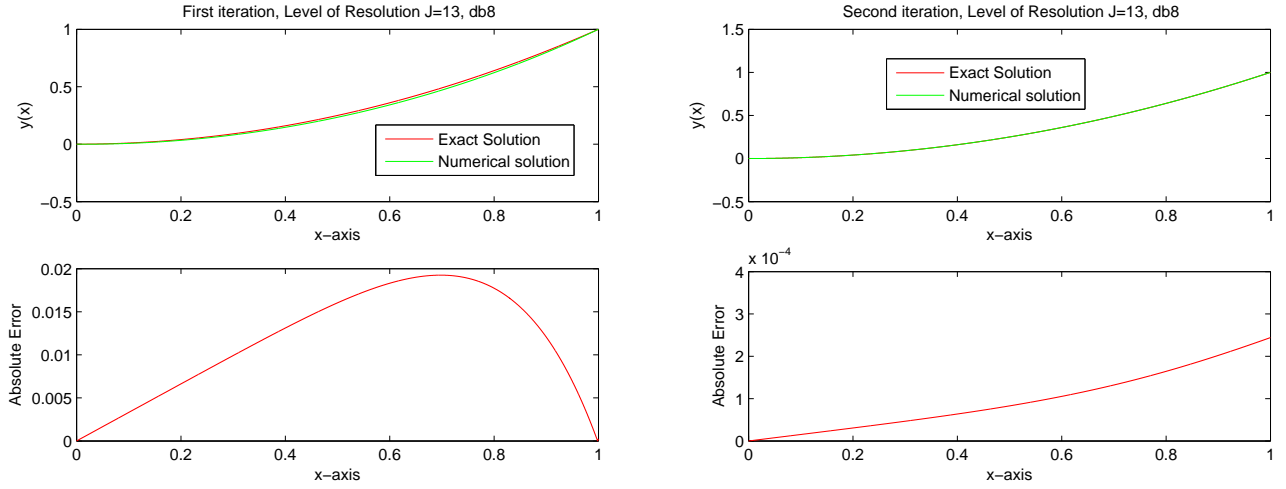 First iteration, Level of Resolution J=13, db8
1
0.5
0
−0.5
y(x)
Exact Solution
Numerical solution
0
0.2
0.4
0.6
0.8
1
x−axis
0.02
0.015
0.01
0.005
0
Absolute Error
0
0.2
0.4
0.6
0.8
1
x−axis
Second iteration, Level of Resolution J=13, db8
1.5
1
0.5
0
−0.5
y(x)
Exact Solution
Numerical solution
0
0.2
0.4
0.6
0.8
1
x−axis
x 10⁻⁴
4
3
2
1
0
Absolute Error
0
0.2
0.4
0.6
0.8
1
x−axis